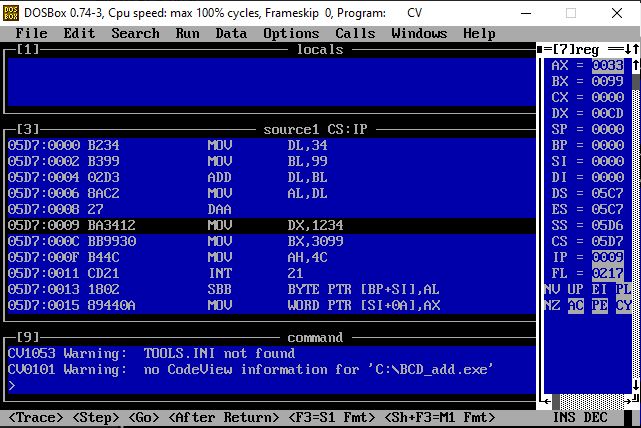 DOS
BOX
DOSBox 0.74-3, Cpu speed: max 100% cycles, Frameskip 0, Program: CV
File Edit Search Run Data Options Calls Windows Help
[1] locals
[7]reg
[3] source1 CS:IP
05D7:0000 B234 MOV DL,34
05D7:0002 B399 MOV BL,99
05D7:0004 02D3 ADD DL,BL
05D7:0006 8AC2 MOV AL,DL
05D7:0008 27 DAA
05D7:0009 BA3412 MOV DX,1234
05D7:000C BB9930 MOV BX,3099
05D7:000F B44C MOV AH,4C
05D7:0011 CD21 INT 21
05D7:0013 1802 SBB BYTE PTR [BP+SI],AL
05D7:0015 89440A MOV WORD PTR [SI+0A],AX
AX = 0033
BX = 0099
CX = 0000
DX = 00CD
SP = 0000
BP = 0000
SI = 0000
DI = 0000
DS = 05C7
ES = 05C7
SS = 05D6
CS = 05D7
IP = 0009
FL = 0217
NV UP EI PL
NZ AC PE CY
[9] command
CV1053 Warning: TOOLS.INI not found
CV0101 Warning: no CodeView information for 'C:\BCD_add.exe'
>
<Trace> <Step> <Go> <After Return> <F3=S1 Fmt> <Sh+F3=M1 Fmt> INS DEC